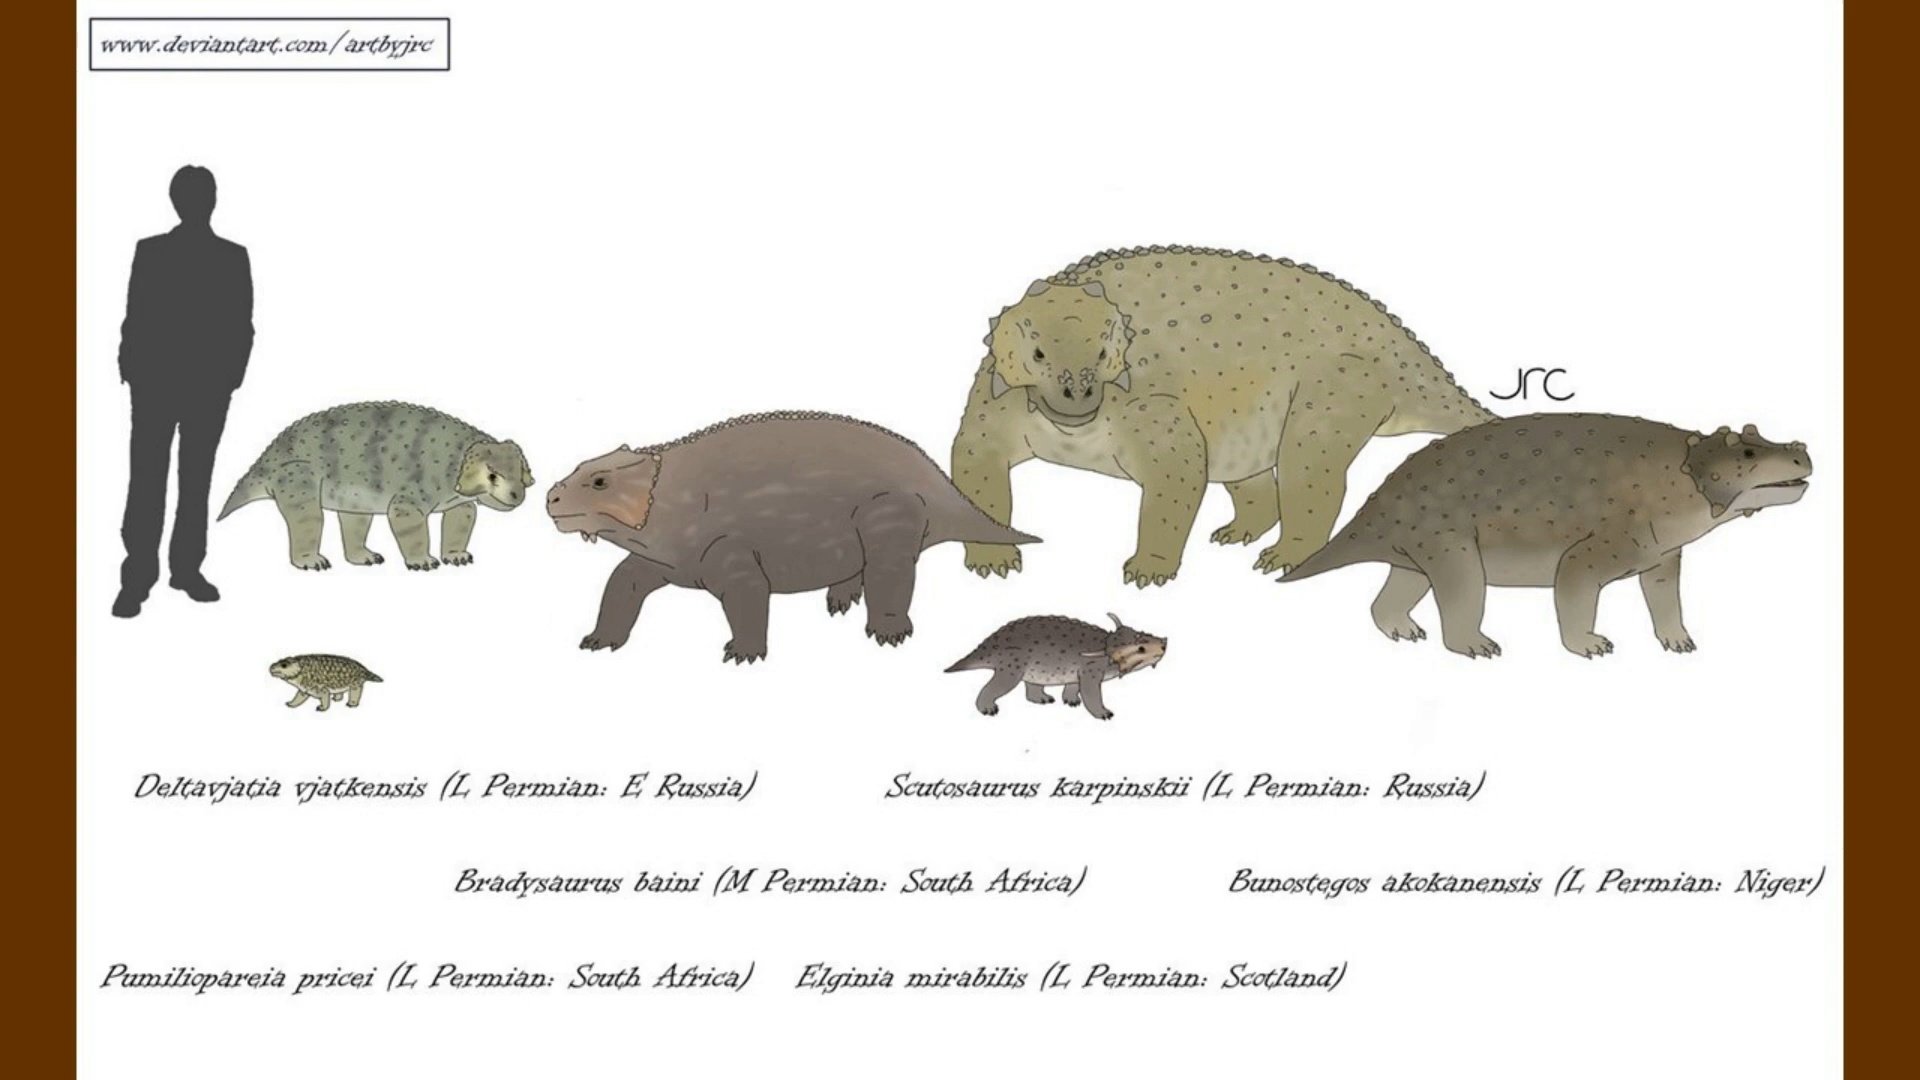 www.deviantart.com/artbyjrc
JrC
Deltavjatia vjatkensis (L Permian: E Russia)
Scutosaurus karpinskii (L Permian: Russia)
Bradysaurus baini (M Permian: South Africa)
Bunostegos akokanensis (L Permian: Niger)
Pumiliopareia pricei (L Permian: South Africa)
Elginia mirabilis (L Permian: Scotland)